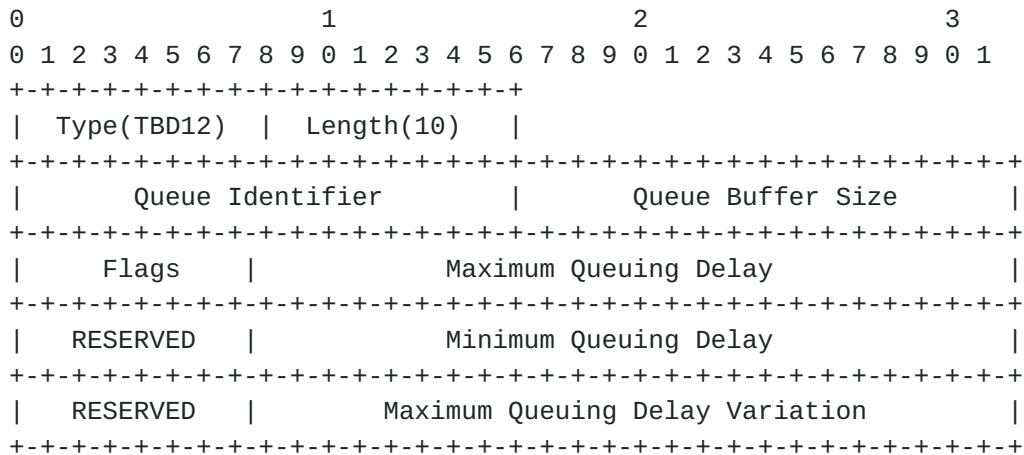 0                   1                   2                   3
0 1 2 3 4 5 6 7 8 9 0 1 2 3 4 5 6 7 8 9 0 1 2 3 4 5 6 7 8 9 0 1
+-+-+-+-+-+-+-+-+-+-+-+-+-+-+-+-+
|  Type(TBD12)  |  Length(10)   |
+-+-+-+-+-+-+-+-+-+-+-+-+-+-+-+-+-+-+-+-+-+-+-+-+-+-+-+-+-+-+-+-+
|       Queue Identifier        |       Queue Buffer Size       |
+-+-+-+-+-+-+-+-+-+-+-+-+-+-+-+-+-+-+-+-+-+-+-+-+-+-+-+-+-+-+-+-+
|     Flags    |            Maximum Queuing Delay               |
+-+-+-+-+-+-+-+-+-+-+-+-+-+-+-+-+-+-+-+-+-+-+-+-+-+-+-+-+-+-+-+-+
|   RESERVED   |            Minimum Queuing Delay               |
+-+-+-+-+-+-+-+-+-+-+-+-+-+-+-+-+-+-+-+-+-+-+-+-+-+-+-+-+-+-+-+-+
|   RESERVED   |        Maximum Queuing Delay Variation         |
+-+-+-+-+-+-+-+-+-+-+-+-+-+-+-+-+-+-+-+-+-+-+-+-+-+-+-+-+-+-+-+-+